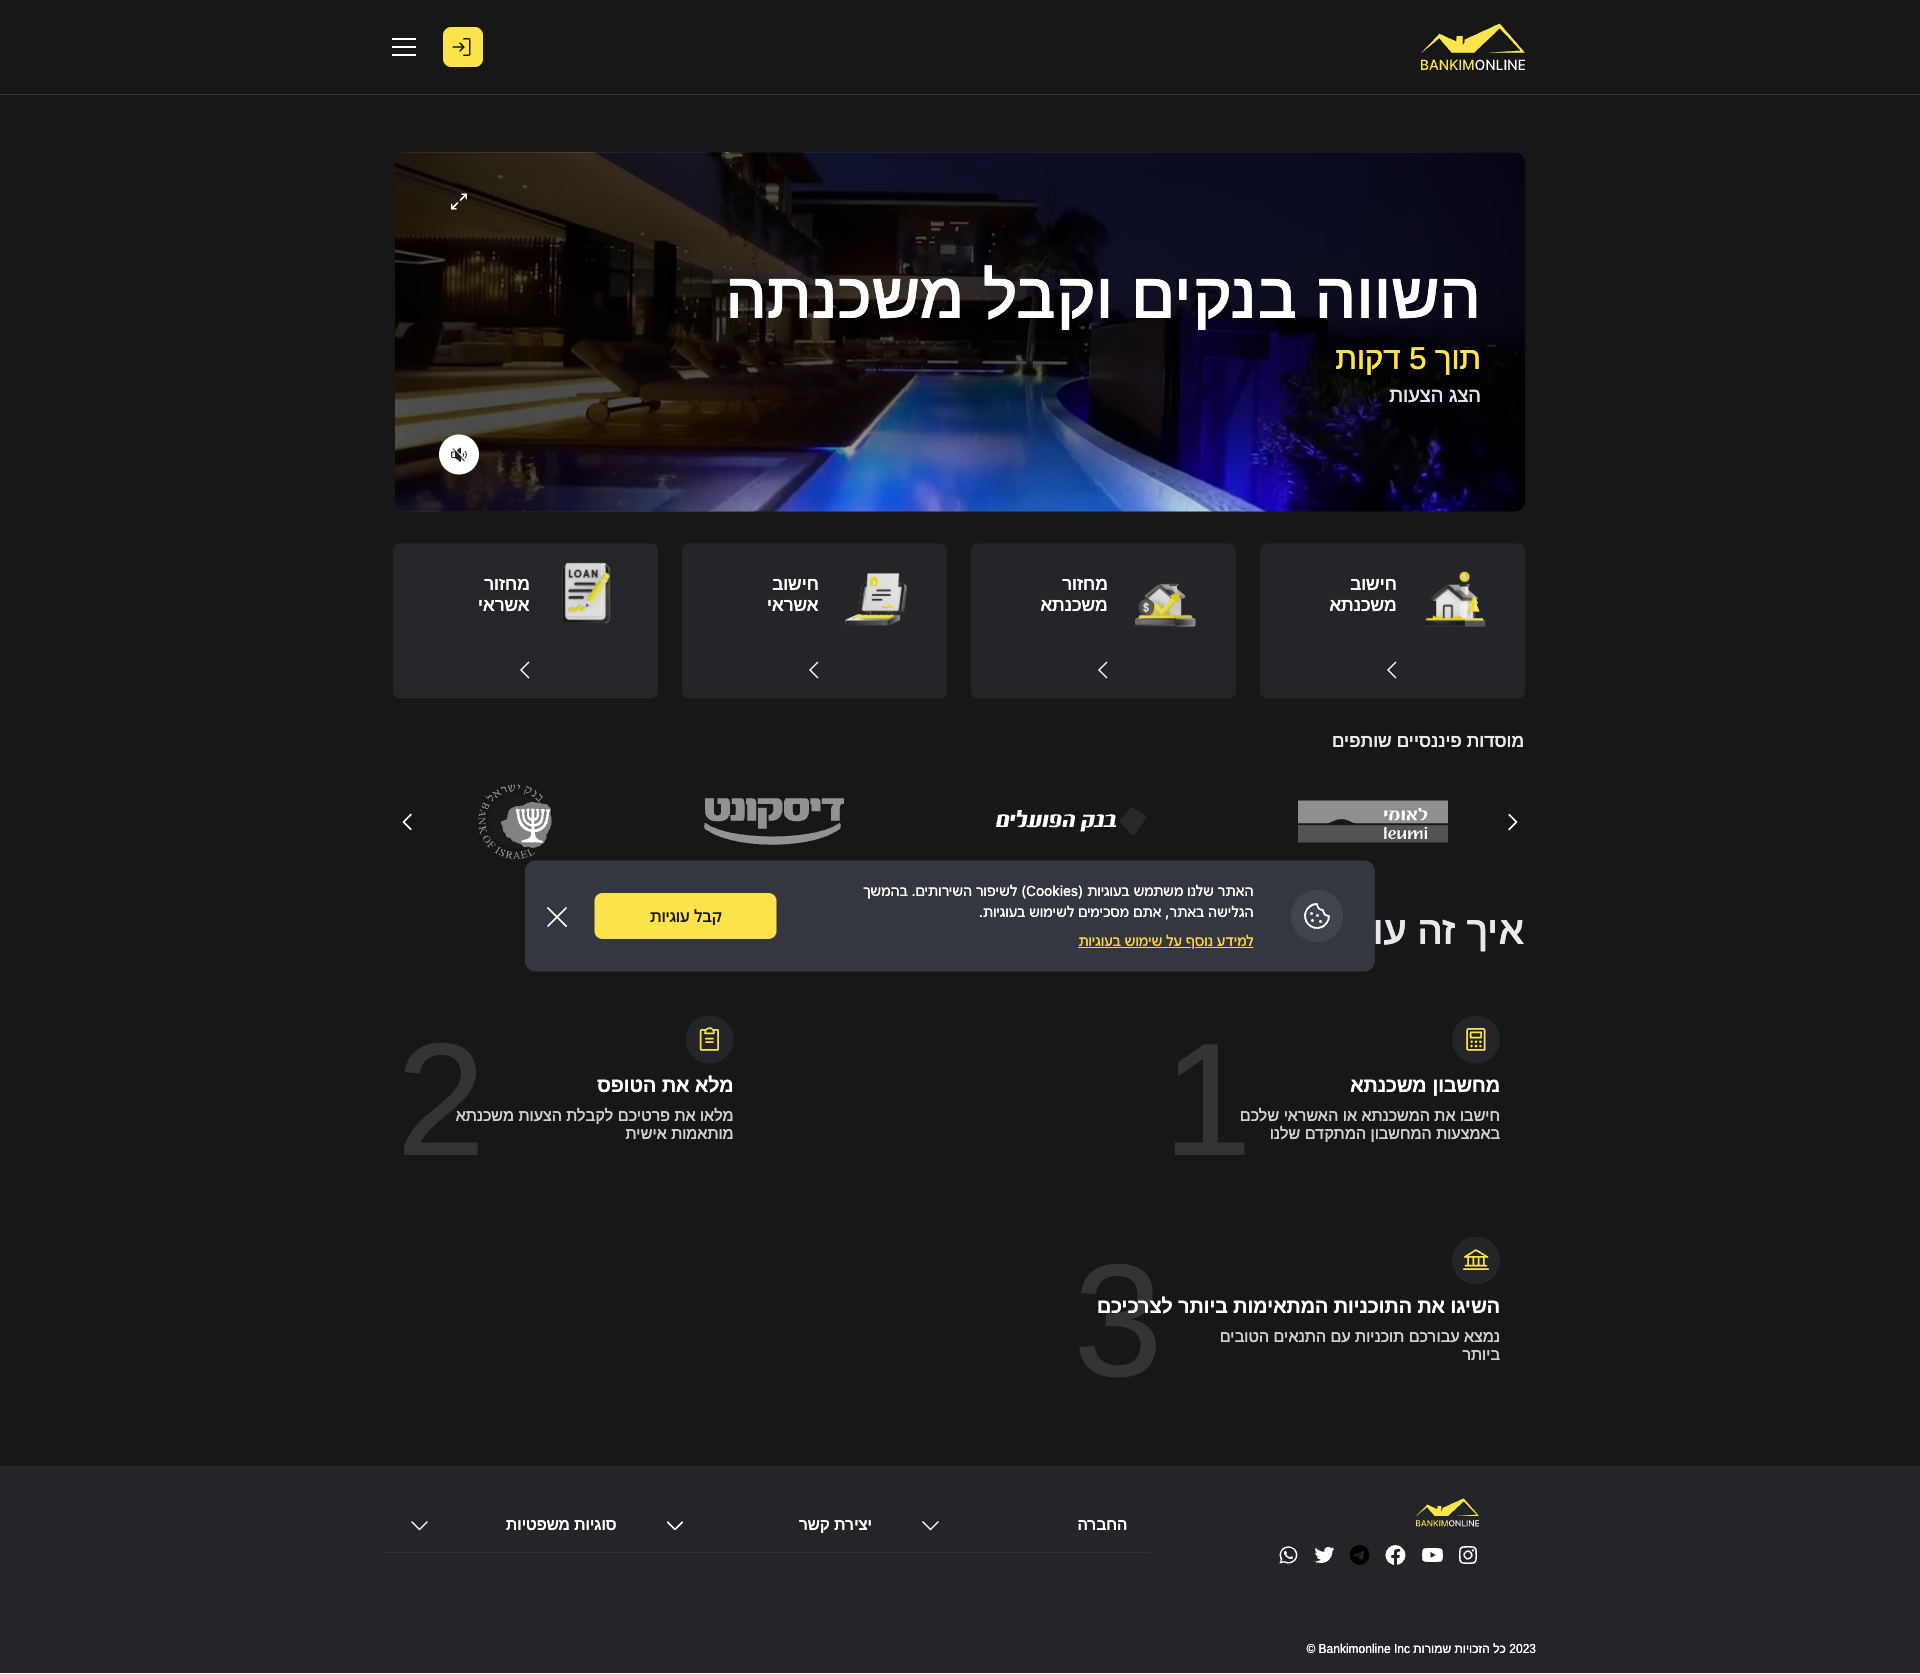 BANKIMONLINE
השווה בנקים וקבל משכנתה
תוך 5 דקות
הצג הצעות
חישוב
משכנתא
מחזור
משכנתא
חישוב
אשראי
LOAN
מחזור
אשראי
מוסדות פיננסיים שותפים
לאומי
leumi
בנק הפועלים
דיסקונט
בנק ישראל
BANK OF ISRAEL
האתר שלנו משתמש בעוגיות (Cookies) לשיפור השירותים. בהמשך
הגלישה באתר, אתם מסכימים לשימוש בעוגיות.
למידע נוסף על שימוש בעוגיות
קבל עוגיות
איך זה
1
מחשבון משכנתא
חישבו את המשכנתא או האשראי שלכם
באמצעות המחשבון המתקדם שלנו
2
מלא את הטופס
מלאו את פרטיכם לקבלת הצעות משכנתא
מותאמות אישית
3
השיגו את התוכניות המתאימות ביותר לצרכיכם
נמצא עבורכם תוכניות עם התנאים הטובים
ביותר
BANKIMONLINE
החברה
יצירת קשר
סוגיות משפטיות
2023 כל הזכויות שמורות Bankimonline Inc ©